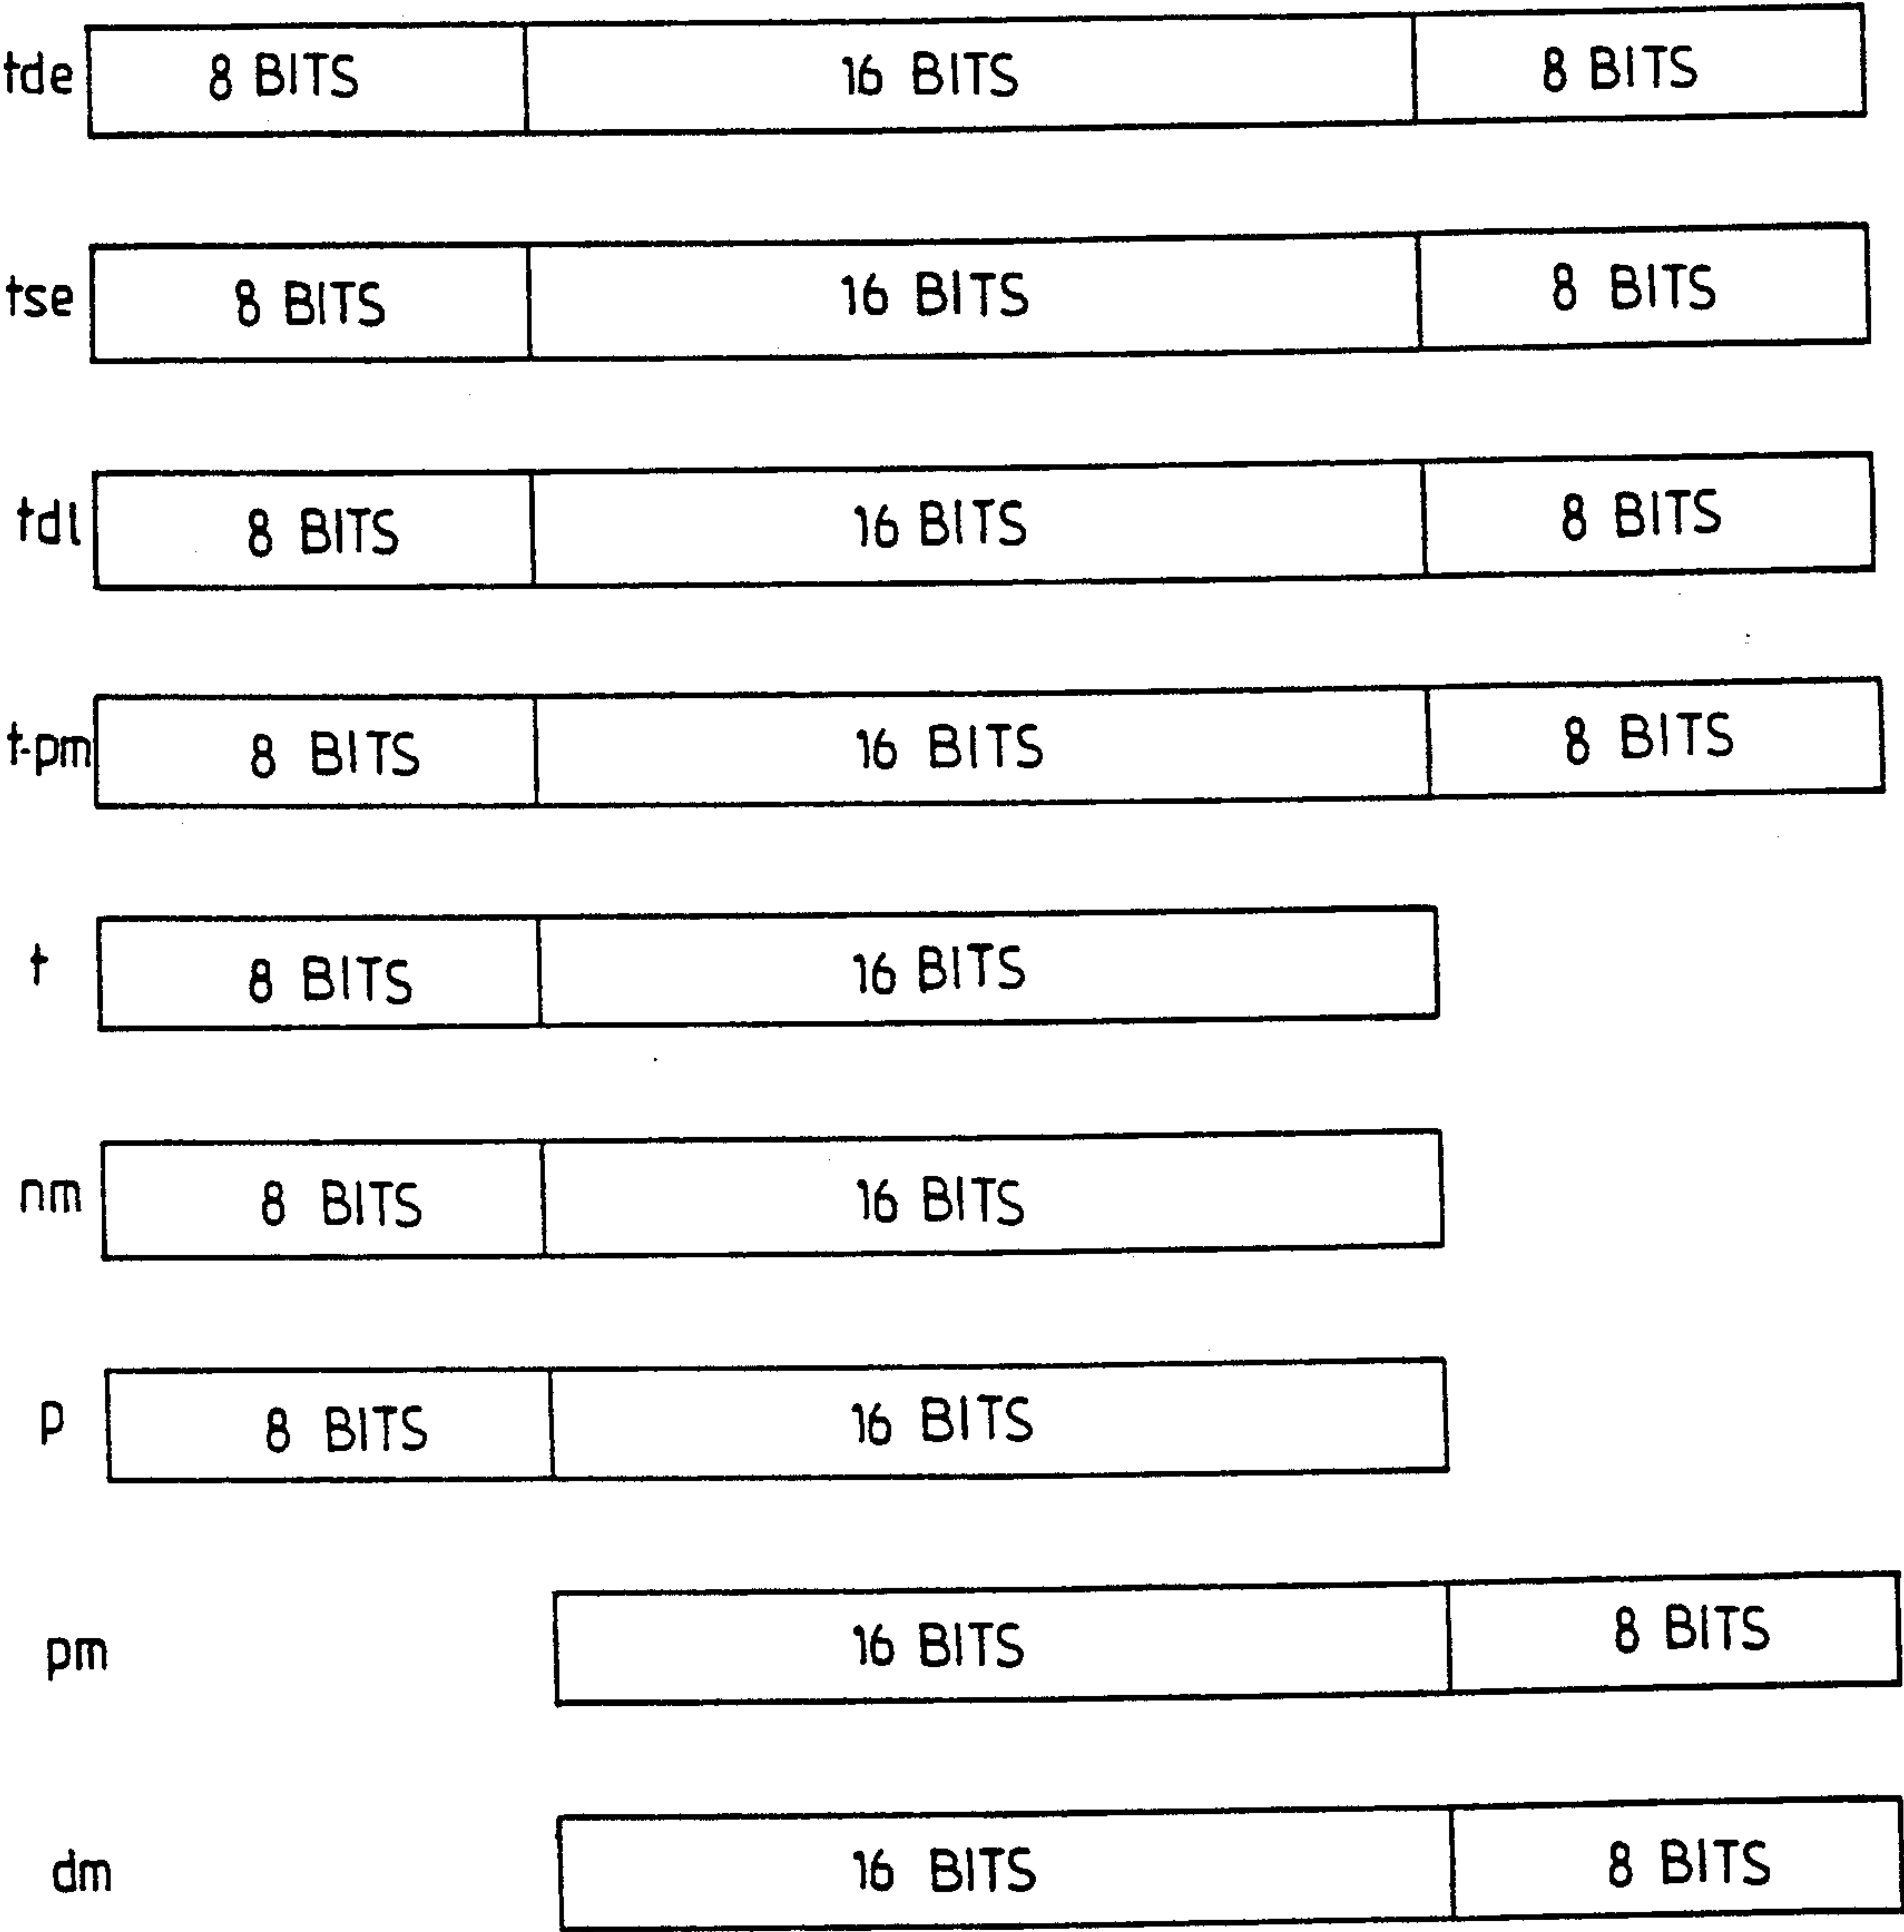 tde 8 BITS 16 BITS 8 BITS
tse 8 BITS 16 BITS 8 BITS
tdl 8 BITS 16 BITS 8 BITS
t-pm 8 BITS 16 BITS 8 BITS
t 8 BITS 16 BITS
nm 8 BITS 16 BITS
p 8 BITS 16 BITS
pm 16 BITS 8 BITS
dm 16 BITS 8 BITS